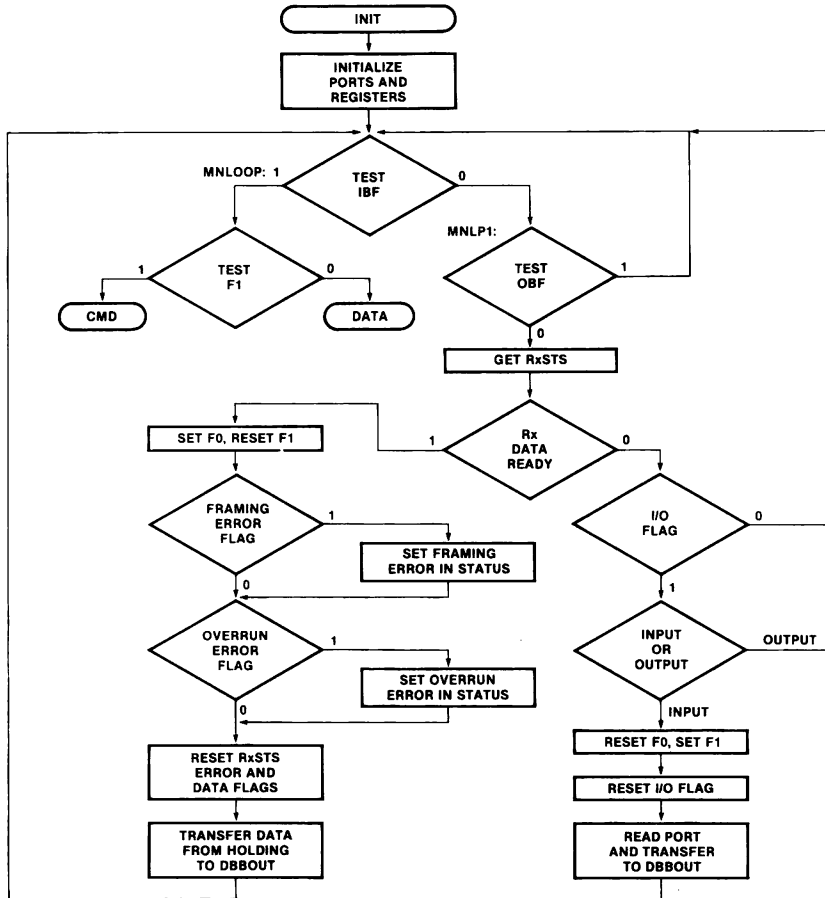 INIT
INITIALIZE
PORTS AND
REGISTERS
MNLOOP: 1
TEST
IBF
0
MNLP1:
1
TEST
F1
0
TEST
OBF
1
CMD
DATA
0
GET RxSTS
SET F0, RESET F1
1
Rx
DATA
READY
0
FRAMING
ERROR
FLAG
1
I/O
FLAG
0
SET FRAMING
ERROR IN STATUS
0
1
OVERRUN
ERROR
FLAG
1
INPUT
OR
OUTPUT
OUTPUT
SET OVERRUN
ERROR IN STATUS
0
INPUT
RESET F0, SET F1
RESET RxSTS
ERROR AND
DATA FLAGS
RESET I/O FLAG
TRANSFER DATA
FROM HOLDING
TO DBBOUT
READ PORT
AND TRANSFER
TO DBBOUT